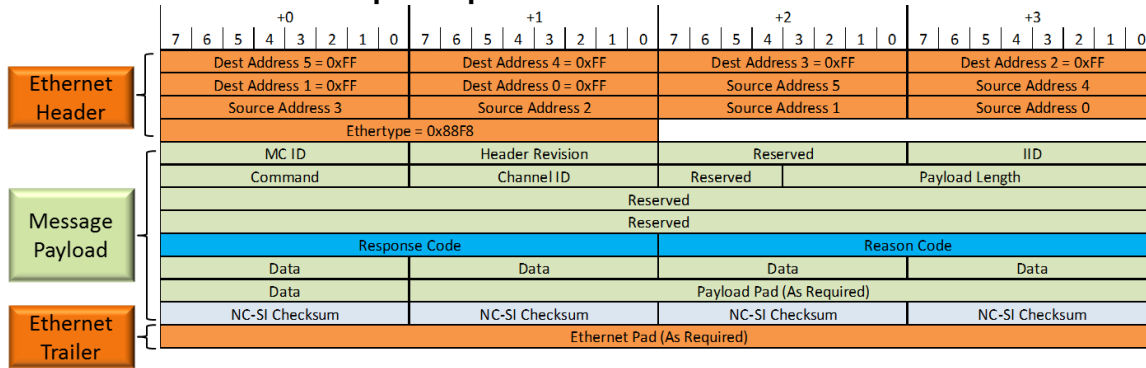 +0 +1 +2 +3
7 6 5 4 3 2 1 0 7 6 5 4 3 2 1 0 7 6 5 4 3 2 1 0 7 6 5 4 3 2 1 0
Ethernet Header
Dest Address 5 = 0xFF Dest Address 4 = 0xFF Dest Address 3 = 0xFF Dest Address 2 = 0xFF
Dest Address 1 = 0xFF Dest Address 0 = 0xFF Source Address 5 Source Address 4
Source Address 3 Source Address 2 Source Address 1 Source Address 0
Ethertype = 0x88F8
Message Payload
MC ID Header Revision Reserved IID
Command Channel ID Reserved Payload Length
Reserved
Reserved
Response Code Reason Code
Data Data Data Data
Data Payload Pad (As Required)
NC-SI Checksum NC-SI Checksum NC-SI Checksum NC-SI Checksum
Ethernet Trailer
Ethernet Pad (As Required)